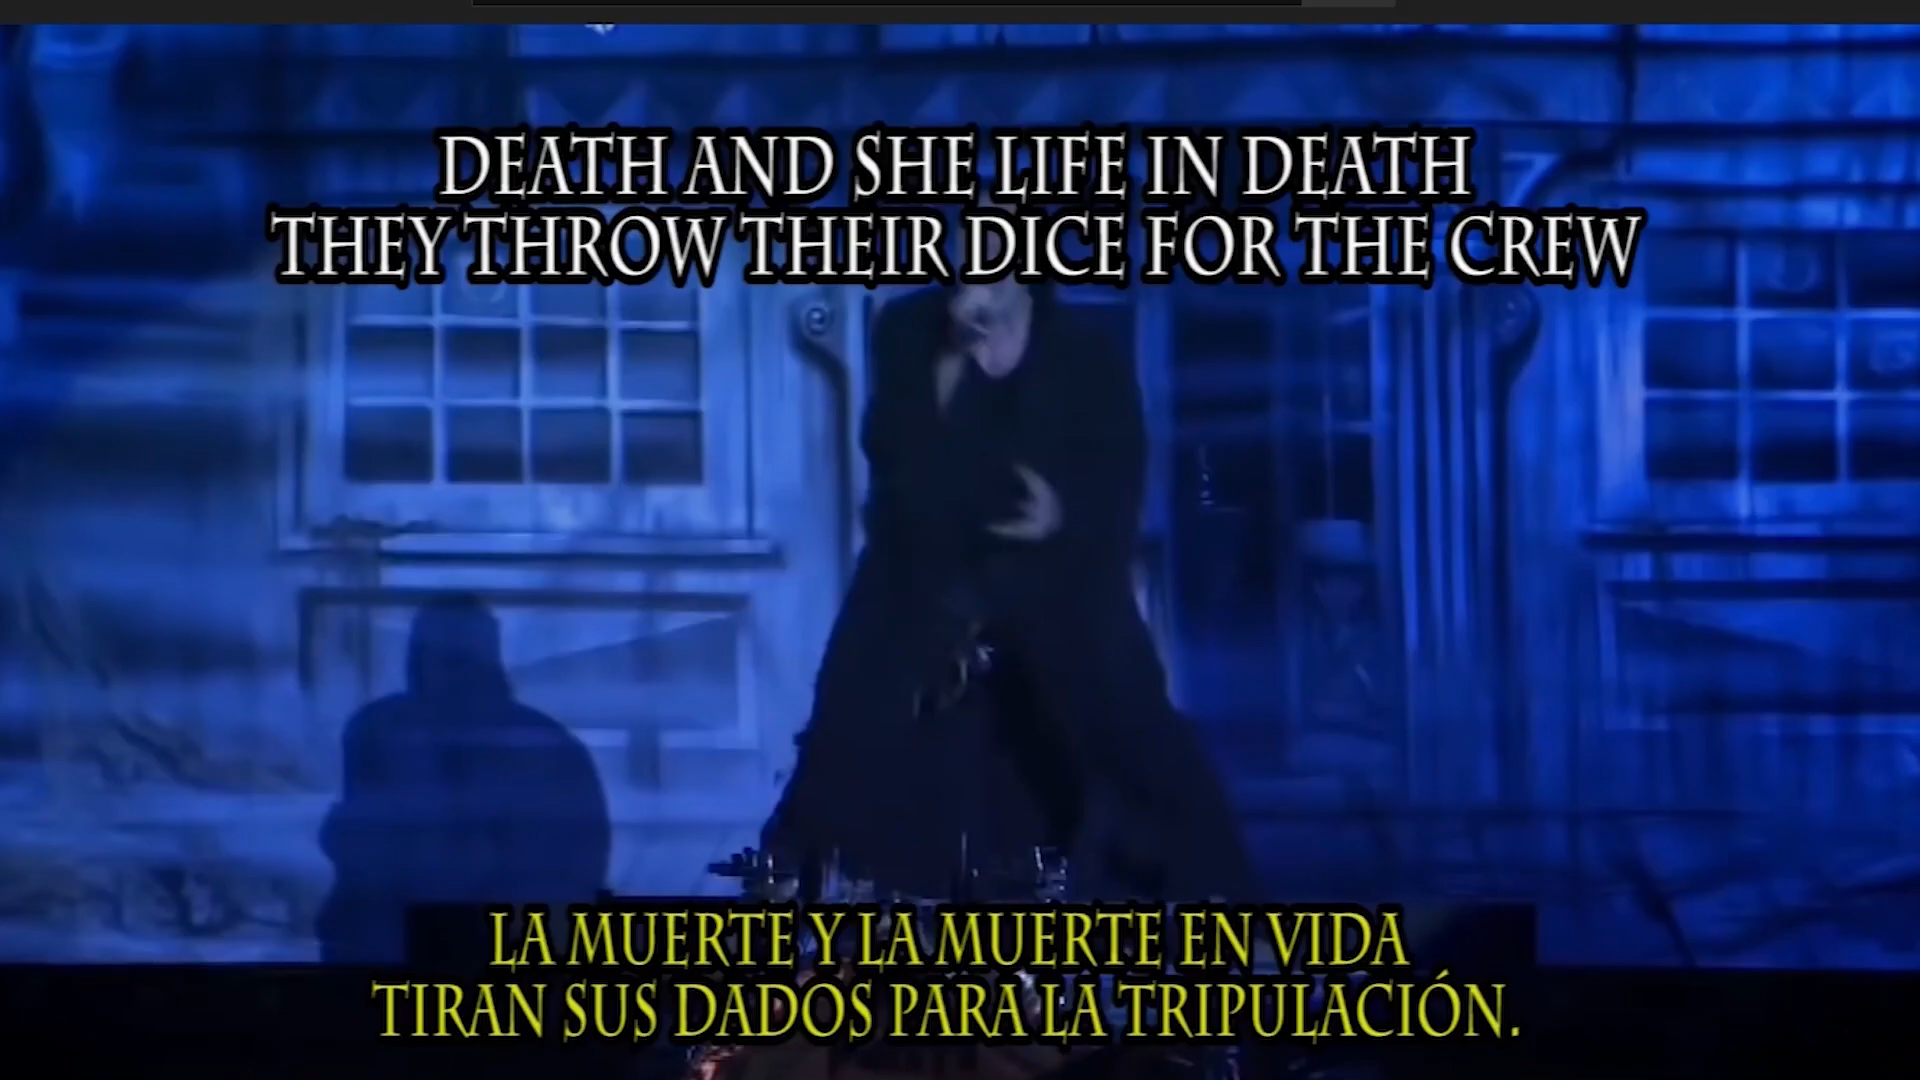 DEATH AND SHE LIFE IN DEATH
THEY THROW THEIR DICE FOR THE CREW
LA MUERTE Y LA MUERTE EN VIDA
TIRAN SUS DADOS PARA LA TRIPULACIÓN.